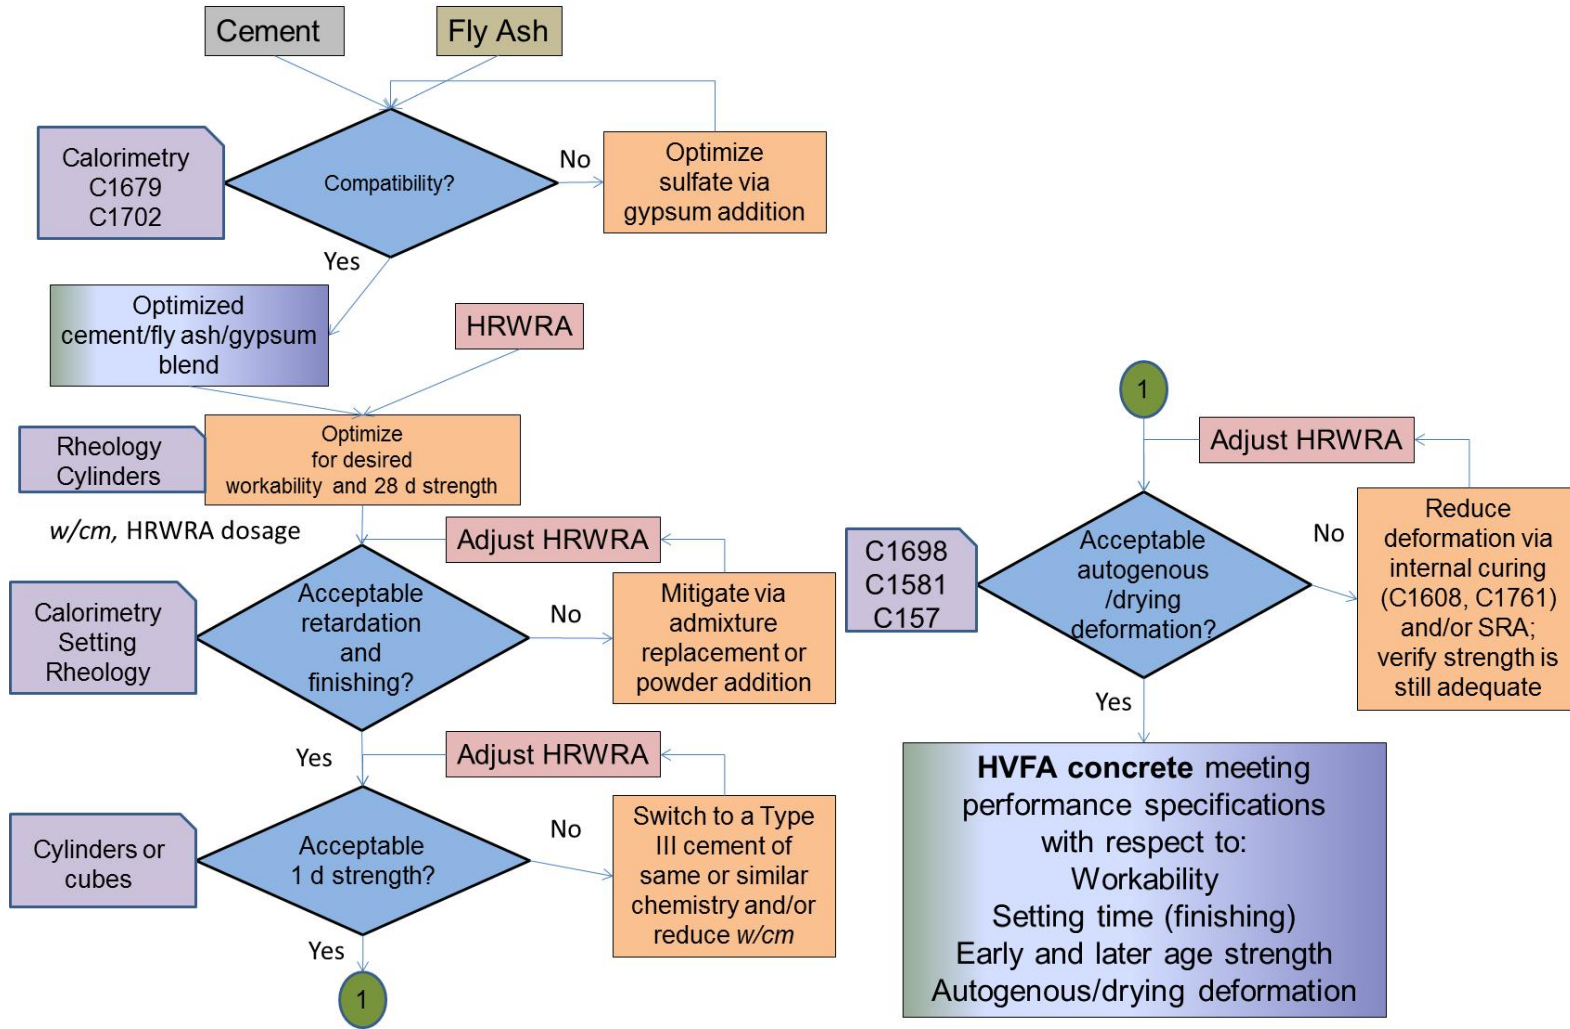 Cement
Fly Ash
Calorimetry
C1679
C1702
Compatibility?
No
Optimize
sulfate via
gypsum addition
Yes
Optimized
cement/fly ash/gypsum
blend
HRWRA
Rheology
Cylinders
Optimize
for desired
workability and 28 d strength
w/cm, HRWRA dosage
Adjust HRWRA
Calorimetry
Setting
Rheology
Acceptable
retardation
and
finishing?
No
Mitigate via
admixture
replacement or
powder addition
Yes
Adjust HRWRA
Cylinders or
cubes
Acceptable
1 d strength?
No
Switch to a Type
III cement of
same or similar
chemistry and/or
reduce w/cm
Yes
1
1
Adjust HRWRA
C1698
C1581
C157
Acceptable
autogenous
/drying
deformation?
No
Reduce
deformation via
internal curing
(C1608, C1761)
and/or SRA;
verify strength is
still adequate
Yes
HVFA concrete meeting
performance specifications
with respect to:
Workability
Setting time (finishing)
Early and later age strength
Autogenous/drying deformation